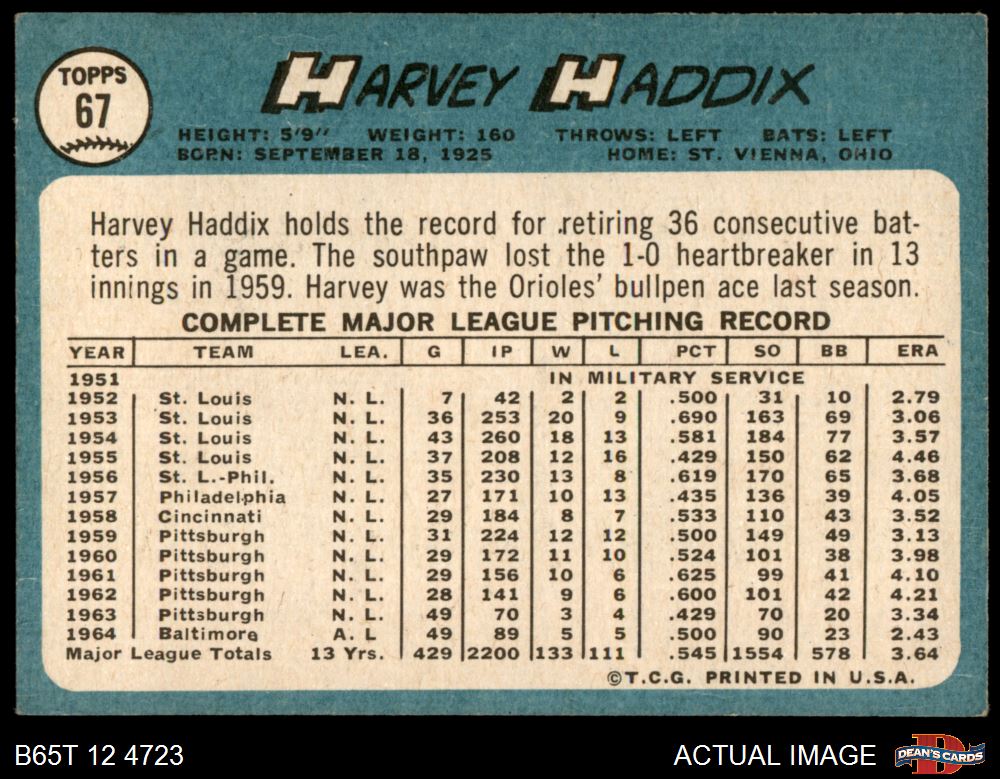 TOPPS
67
HARVEY HADDIX
HEIGHT: 5'9" WEIGHT: 160 THROWS: LEFT BATS: LEFT
BORN: SEPTEMBER 18, 1925 HOME: ST. VIENNA, OHIO
Harvey Haddix holds the record for retiring 36 consecutive bat-
ters in a game. The southpaw lost the 1-0 heartbreaker in 13
innings in 1959. Harvey was the Orioles' bullpen ace last season.
COMPLETE MAJOR LEAGUE PITCHING RECORD
YEAR TEAM LEA. G IP W L PCT SO BB ERA
1951 IN MILITARY SERVICE
1952 St. Louis N. L. 7 42 2 2 .500 31 10 2.79
1953 St. Louis N. L. 36 253 20 9 .690 163 69 3.06
1954 St. Louis N. L. 43 260 18 13 .581 184 77 3.57
1955 St. Louis N. L. 37 208 12 16 .429 150 62 4.46
1956 St. L.-Phil. N. L. 35 230 13 8 .619 170 65 3.68
1957 Philadelphia N. L. 27 171 10 13 .435 136 39 4.05
1958 Cincinnati N. L. 29 184 8 7 .533 110 43 3.52
1959 Pittsburgh N. L. 31 224 12 12 .500 149 49 3.13
1960 Pittsburgh N. L. 29 172 11 10 .524 101 38 3.98
1961 Pittsburgh N. L. 29 156 10 6 .625 99 41 4.10
1962 Pittsburgh N. L. 28 141 9 6 .600 101 42 4.21
1963 Pittsburgh N. L. 49 70 3 4 .429 70 20 3.34
1964 Baltimore A. L 49 89 5 5 .500 90 23 2.43
Major League Totals 13 Yrs. 429 2200 133 111 .545 1554 578 3.64
©T.C.G. PRINTED IN U.S.A.
B65T 12 4723 ACTUAL IMAGE D DEAN'S CARDS